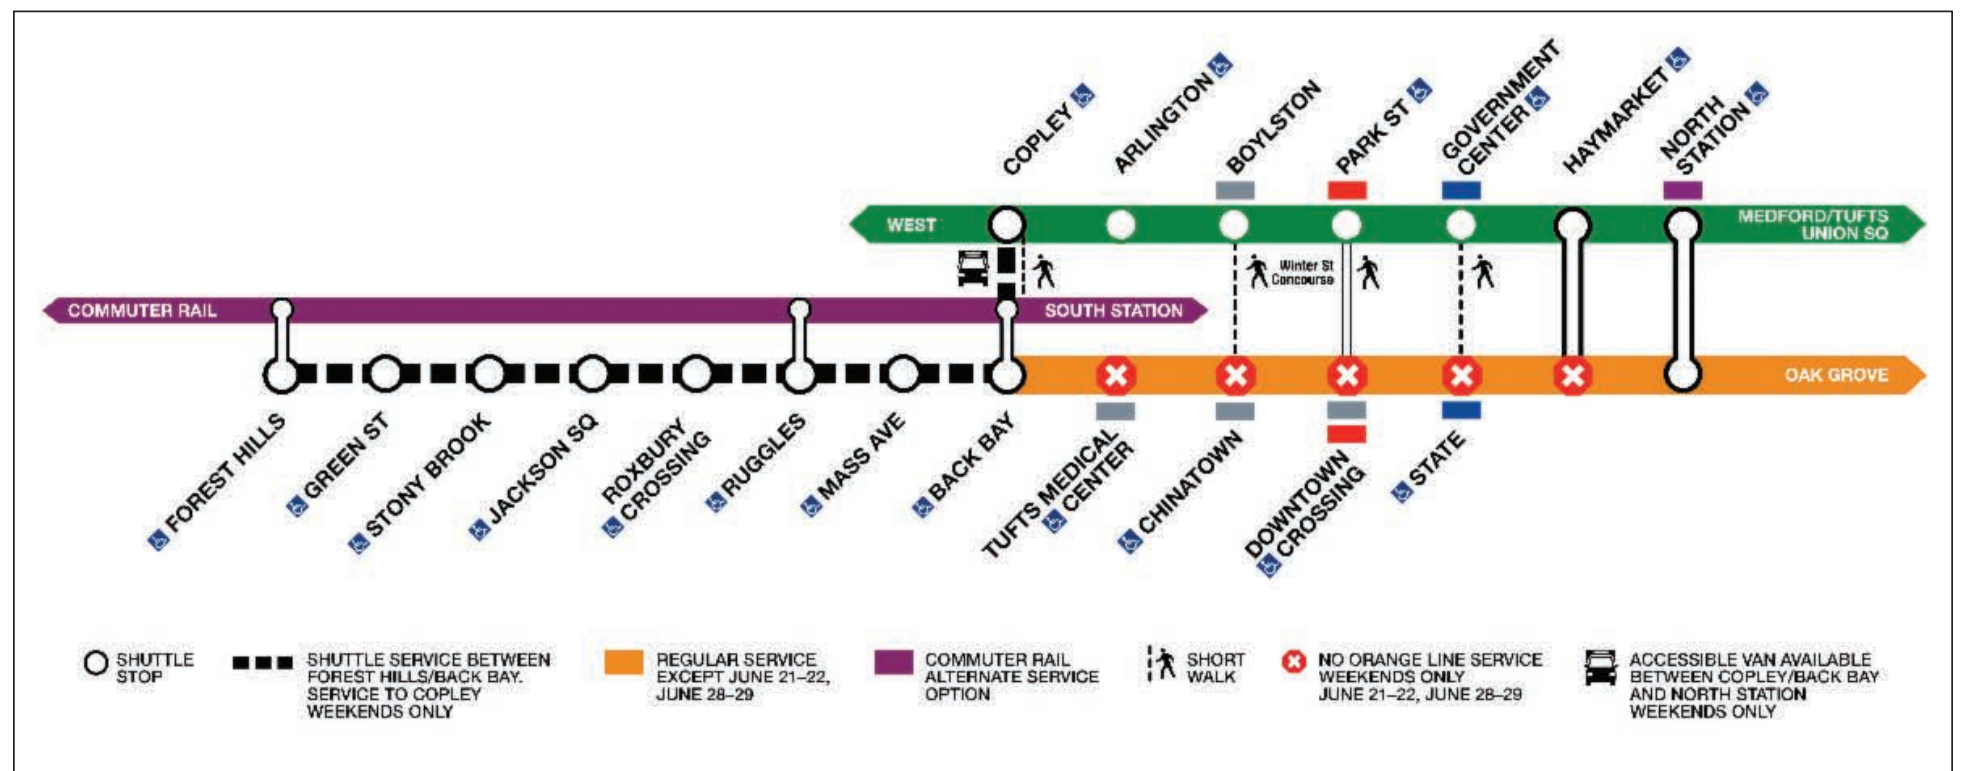 COPLEY
ARLINGTON
BOYLSTON
PARK ST
GOVERNMENT
CENTER
HAYMARKET
NORTH
STATION
WEST
MEDFORD/TUFTS
UNION SQ
Winter St
Concourse
COMMUTER RAIL
SOUTH STATION
OAK GROVE
FOREST HILLS
GREEN ST
STONY BROOK
JACKSON SQ
ROXBURY
CROSSING
RUGGLES
MASS AVE
BACK BAY
TUFTS MEDICAL
CENTER
CHINATOWN
DOWNTOWN
CROSSING
STATE
SHUTTLE
STOP
SHUTTLE SERVICE BETWEEN
FOREST HILLS/BACK BAY.
SERVICE TO COPLEY
WEEKENDS ONLY
REGULAR SERVICE
EXCEPT JUNE 21–22,
JUNE 28–29
COMMUTER RAIL
ALTERNATE SERVICE
OPTION
SHORT
WALK
NO ORANGE LINE SERVICE
WEEKENDS ONLY
JUNE 21–22, JUNE 28–29
ACCESSIBLE VAN AVAILABLE
BETWEEN COPLEY/BACK BAY
AND NORTH STATION
WEEKENDS ONLY